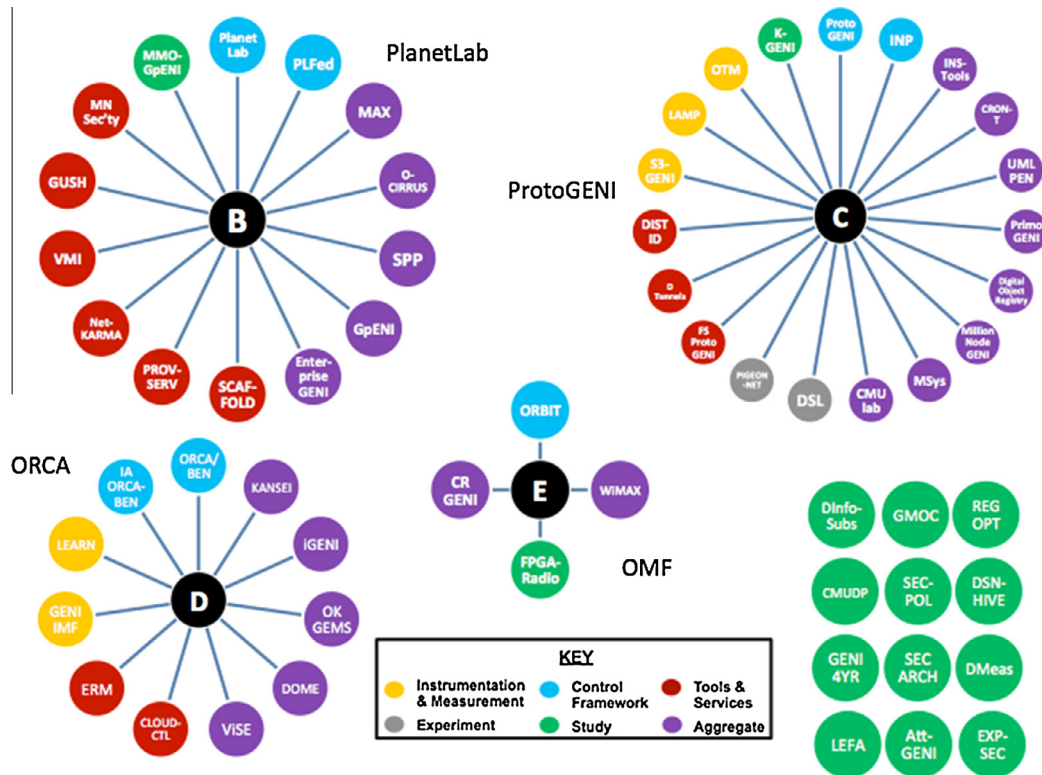 PlanetLab
Planet
Lab
PLFed
MAX
O-
CIRRUS
SPP
GpENI
Enter-
prise
GENI
SCAF-
FOLD
PROV-
SERV
Net-
KARMA
VMI
GUSH
MN
Sec'ty
MMO-
GpENI
B
ProtoGENI
Proto
GENI
INP
INS-
Tools
CRON-
T
UML
PEN
Primo
GENI
Digital
Object
Registry
Million
Node
GENI
MSys
CMU
lab
DSL
PIGEON
-NET
FS
Proto
GENI
D
Tunnels
DIST
ID
S3-
GENI
LAMP
OTM
K-
GENI
C
ORCA
ORCA/
BEN
KANSEI
iGENI
OK
GEMS
DOME
ViSE
CLOUD-
CTL
ERM
GENI
IMF
LEARN
IA
ORCA-
BEN
D
ORBIT
CR
GENI
E
WIMAX
FPGA-
Radio
OMF
DInfo-
Subs
GMOC
REG
OPT
CMUDP
SEC-
POL
DSN-
HIVE
GENI
4YR
SEC
ARCH
DMeas
LEFA
Att-
GENI
EXP-
SEC
KEY
Instrumentation
& Measurement
Control
Framework
Tools &
Services
Experiment
Study
Aggregate